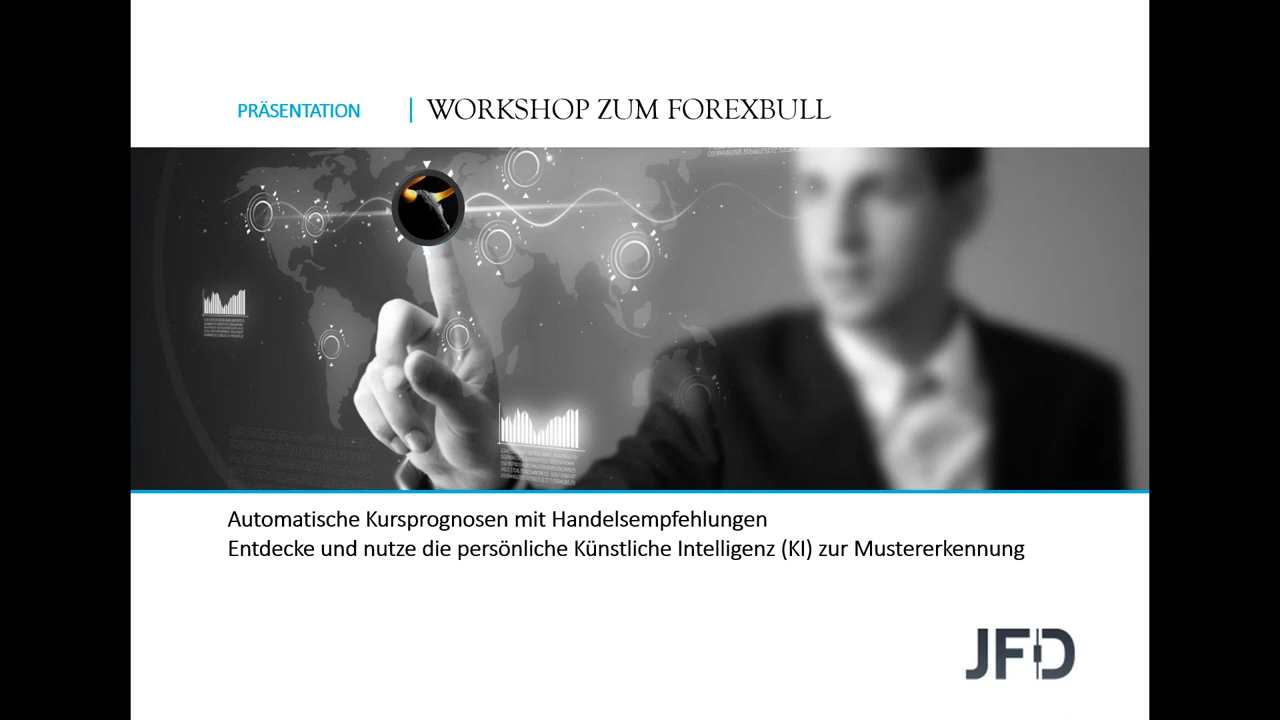 PRÄSENTATION | WORKSHOP ZUM FOREXBULL
Automatische Kursprognosen mit Handelsempfehlungen
Entdecke und nutze die persönliche Künstliche Intelligenz (KI) zur Mustererkennung
JFD